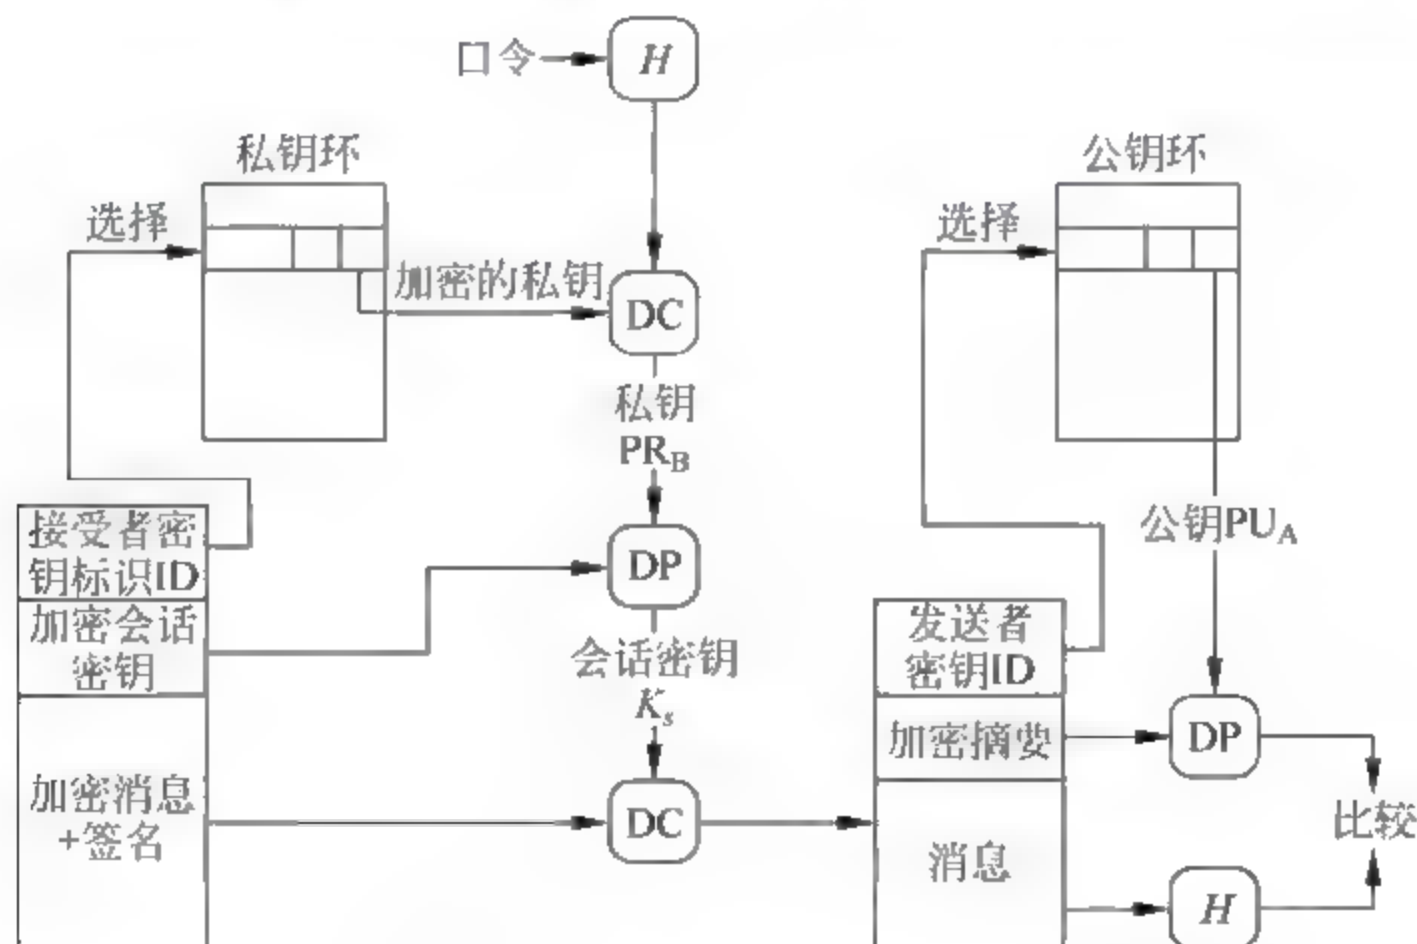 口令
H
私钥环
公钥环
选择
选择
加密的私钥
DC
私钥
PR_B
接受者密
钥标识ID
DP
公钥PU_A
加密会话
密钥
会话密钥
K_s
发送者
密钥ID
加密摘要
DP
加密消息
+签名
DC
消息
比较
H